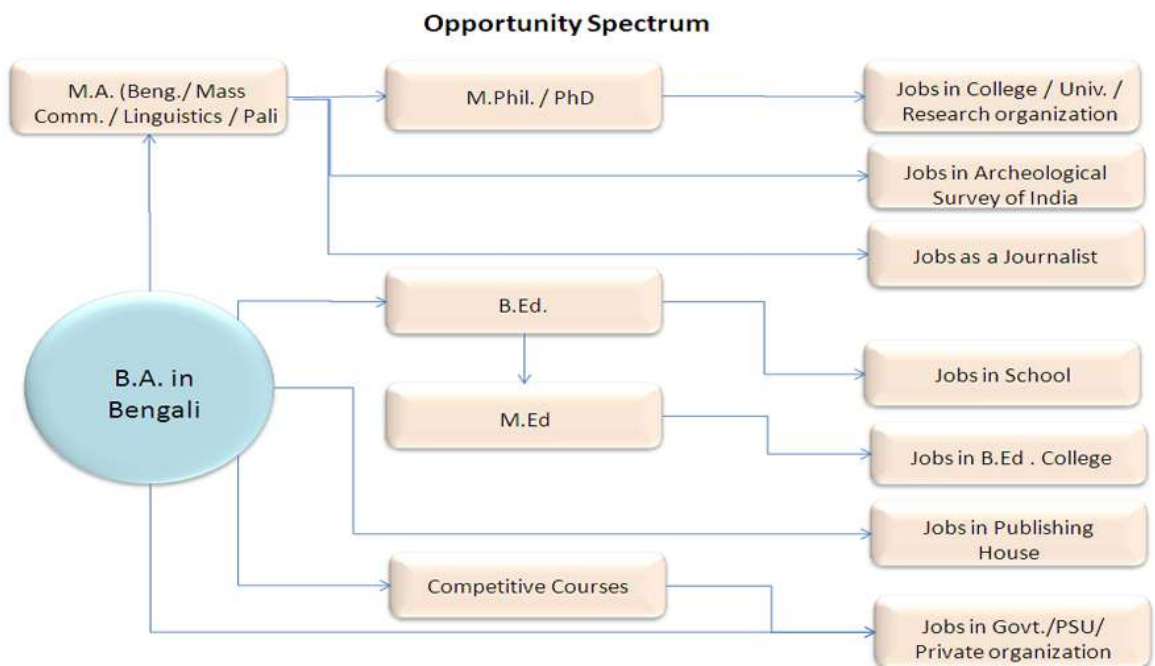 Opportunity Spectrum
M.A. (Beng./ Mass
Comm. / Linguistics / Pali
M.Phil. / PhD
Jobs in College / Univ. /
Research organization
Jobs in Archeological
Survey of India
Jobs as a Journalist
B.Ed.
B.A. in
Bengali
Jobs in School
M.Ed
Jobs in B.Ed . College
Jobs in Publishing
House
Competitive Courses
Jobs in Govt./PSU/
Private organization